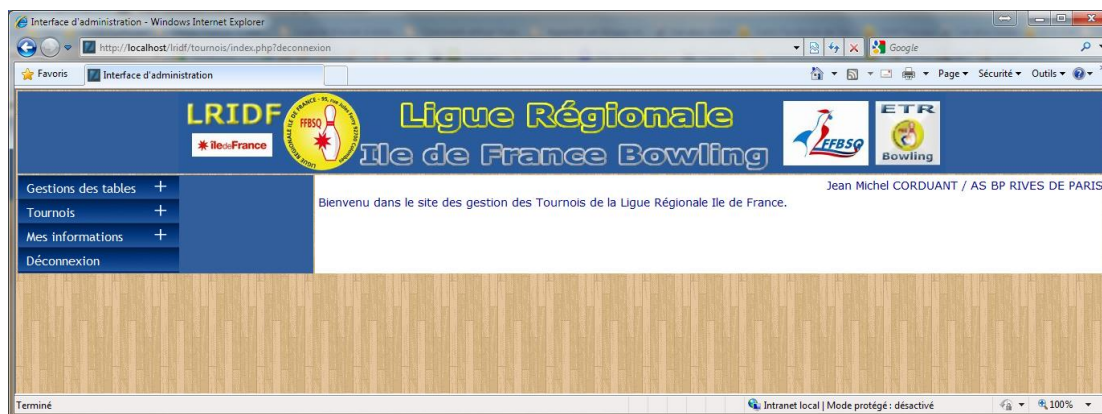 Interface d'administration - Windows Internet Explorer
http://localhost/lridf/tournois/index.php?deconnexion
Google
Favoris
Interface d'administration
Page
Sécurité
Outils
LRIDF
îledeFrance
FFBSQ
Ligue Régionale
Ile de France Bowling
FFBSQ
ETR
Bowling
Gestions des tables +
Tournois +
Mes informations +
Déconnexion
Jean Michel CORDUANT / AS BP RIVES DE PARIS
Bienvenu dans le site des gestion des Tournois de la Ligue Régionale Ile de France.
Terminé
Intranet local | Mode protégé : désactivé
100%